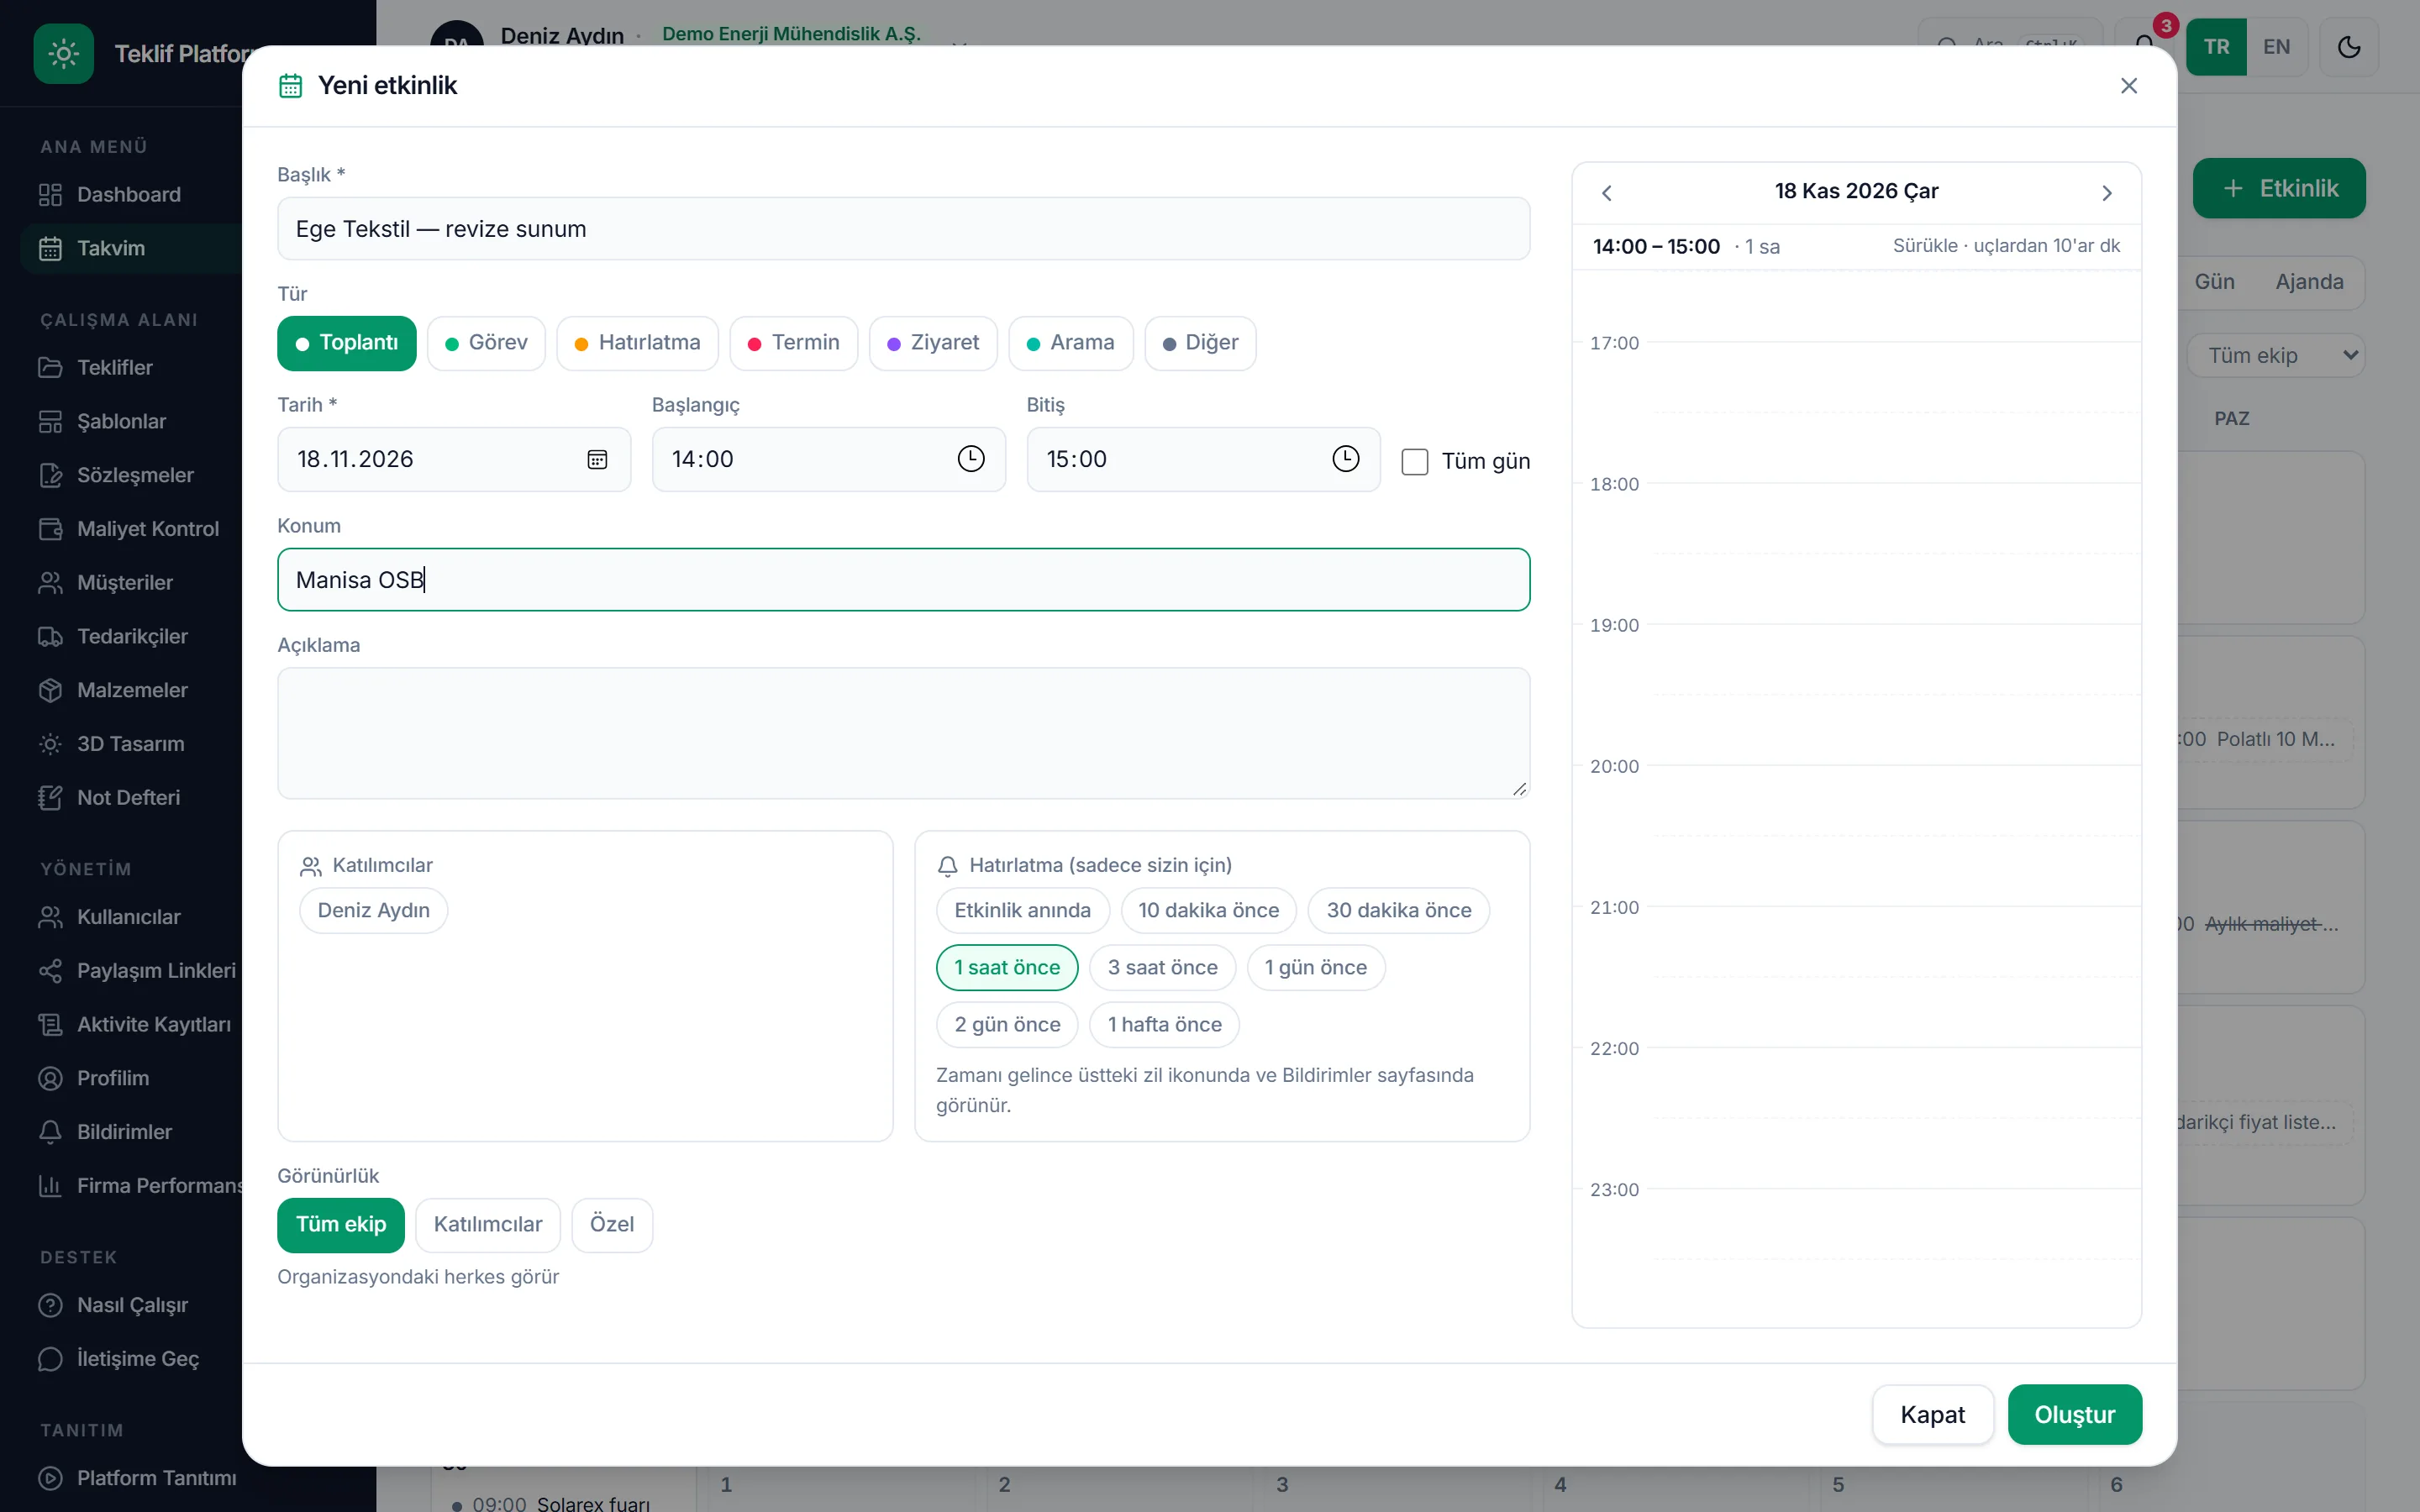 Teklif Platfor
ANA MENÜ
Dashboard
Takvim
ÇALIŞMA ALANI
Teklifler
Şablonlar
Sözleşmeler
Maliyet Kontrol
Müşteriler
Tedarikçiler
Malzemeler
3D Tasarım
Not Defteri
YÖNETİM
Kullanıcılar
Paylaşım Linkleri
Aktivite Kayıtları
Profilim
Bildirimler
Firma Performans
DESTEK
Nasıl Çalışır
İletişime Geç
TANITIM
Platform Tanıtımı
DA
Deniz Aydın · Demo Enerji Mühendislik A.Ş.
Ara Ctrl+K
3
TR EN
Yeni etkinlik
Başlık *
Ege Tekstil — revize sunum
Tür
Toplantı Görev Hatırlatma Termin Ziyaret Arama Diğer
Tarih * Başlangıç Bitiş
18.11.2026 14:00 15:00 Tüm gün
Konum
Manisa OSB
Açıklama
Katılımcılar
Deniz Aydın
Hatırlatma (sadece sizin için)
Etkinlik anında 10 dakika önce 30 dakika önce
1 saat önce 3 saat önce 1 gün önce
2 gün önce 1 hafta önce
Zamanı gelince üstteki zil ikonunda ve Bildirimler sayfasında
görünür.
Görünürlük
Tüm ekip Katılımcılar Özel
Organizasyondaki herkes görür
18 Kas 2026 Çar
14:00 – 15:00 · 1 sa Sürükle · uçlardan 10'ar dk
17:00
18:00
19:00
20:00
21:00
22:00
23:00
Kapat Oluştur
+ Etkinlik
Gün Ajanda
Tüm ekip
PAZ
:00 Polatlı 10 M...
00 Aylık maliyet ...
darikçi fiyat liste...
1 2 3 4 5 6
09:00 Solarex fuarı